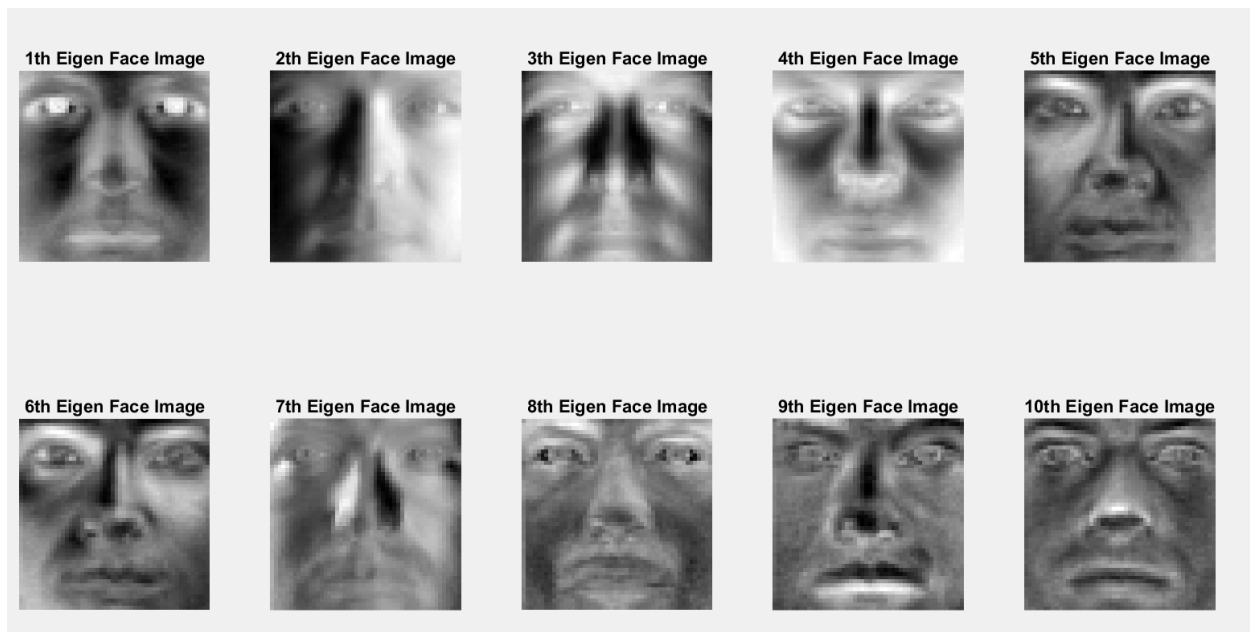 1th Eigen Face Image
2th Eigen Face Image
3th Eigen Face Image
4th Eigen Face Image
5th Eigen Face Image
6th Eigen Face Image
7th Eigen Face Image
8th Eigen Face Image
9th Eigen Face Image
10th Eigen Face Image